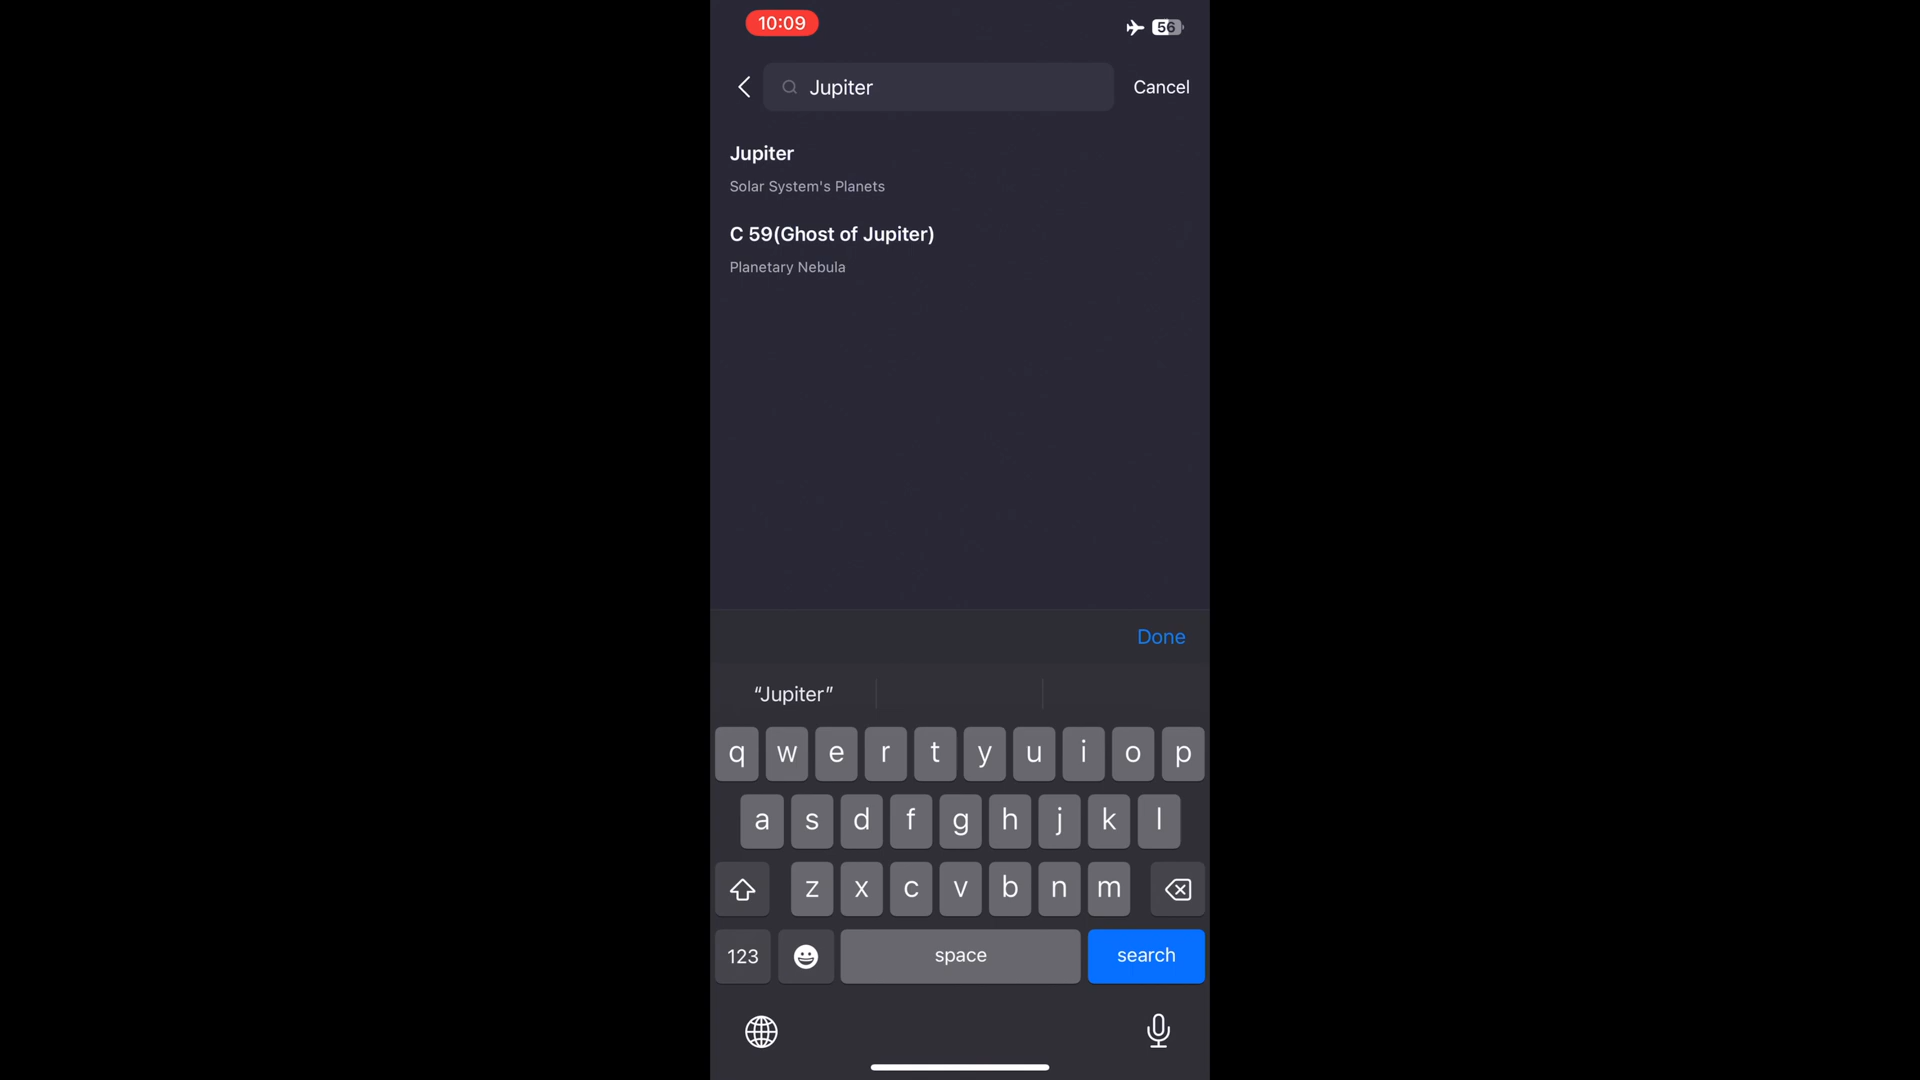 10:09
56
Jupiter
Cancel
Jupiter
Solar System's Planets
C 59(Ghost of Jupiter)
Planetary Nebula
Done
“Jupiter”
q w e r t y u i o p
a s d f g h j k l
z x c v b n m
123
space
search